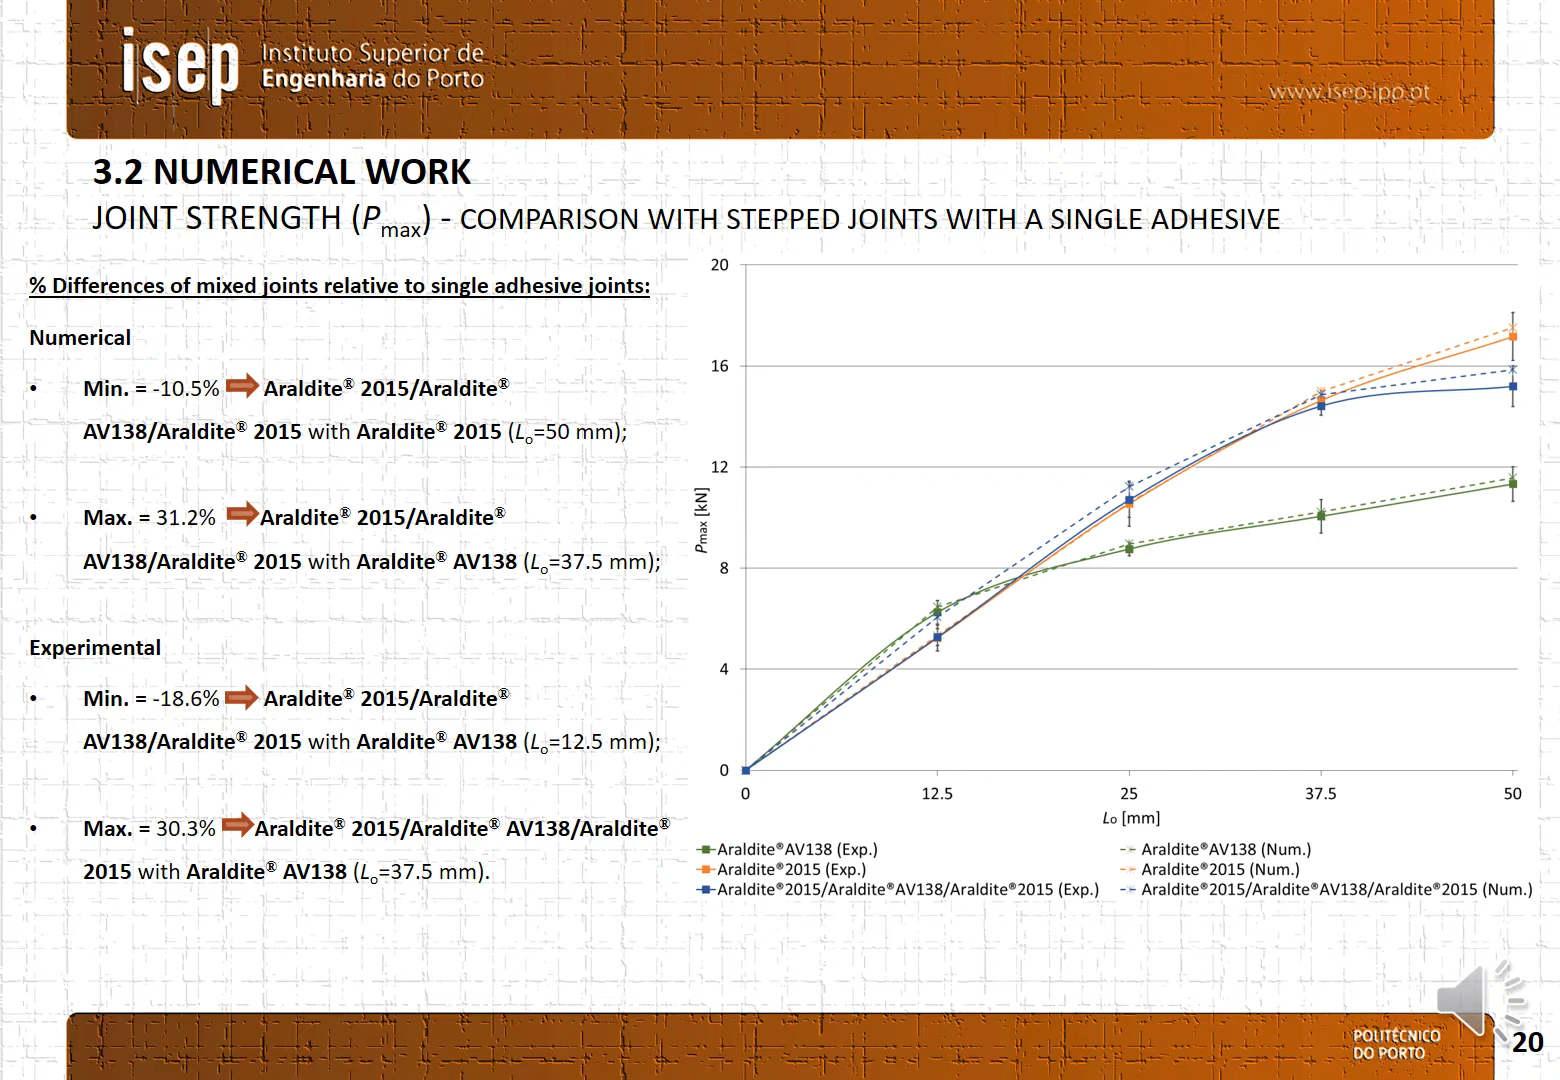 isep
Instituto Superior de
Engenharia do Porto
www.isep.ipp.pt
3.2 NUMERICAL WORK
JOINT STRENGTH (Pmax) - COMPARISON WITH STEPPED JOINTS WITH A SINGLE ADHESIVE
% Differences of mixed joints relative to single adhesive joints:
Numerical
• Min. = -10.5% Araldite® 2015/Araldite®
AV138/Araldite® 2015 with Araldite® 2015 (Lo=50 mm);
• Max. = 31.2% Araldite® 2015/Araldite®
AV138/Araldite® 2015 with Araldite® AV138 (Lo=37.5 mm);
Experimental
• Min. = -18.6% Araldite® 2015/Araldite®
AV138/Araldite® 2015 with Araldite® AV138 (Lo=12.5 mm);
• Max. = 30.3% Araldite® 2015/Araldite® AV138/Araldite®
2015 with Araldite® AV138 (Lo=37.5 mm).
20
16
12
8
4
0
Pmax [kN]
0 12.5 25 37.5 50
Lo [mm]
Araldite®AV138 (Exp.) Araldite®AV138 (Num.)
Araldite®2015 (Exp.) Araldite®2015 (Num.)
Araldite®2015/Araldite®AV138/Araldite®2015 (Exp.) Araldite®2015/Araldite®AV138/Araldite®2015 (Num.)
POLITÉCNICO
DO PORTO
20